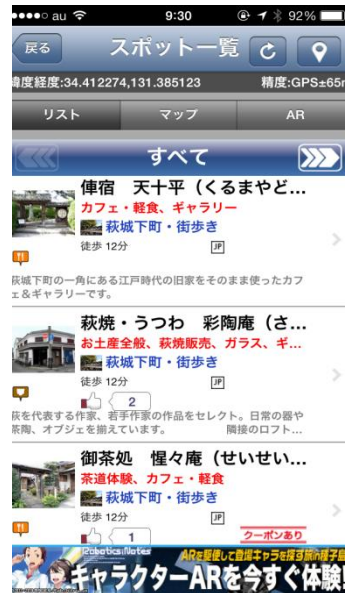 au 9:30 92%
戻る スポット一覧
緯度経度:34.412274,131.385123 精度:GPS±65m
リスト マップ AR
すべて
俥宿 天十平（くるまやど...
カフェ・軽食、ギャラリー
萩城下町・街歩き
徒歩 12分 JP
萩城下町の一角にある江戸時代の旧家をそのまま使ったカフ
ェ&ギャラリーです。
萩焼・うつわ 彩陶庵（さ...
お土産全般、萩焼販売、ガラス、ギ...
萩城下町・街歩き
徒歩 12分 JP
2
萩を代表する作家、若手作家の作品をセレクト。日常の器や
茶陶、オブジェを揃えています。 隣接のロフト...
御茶処 惺々庵（せいせい...
茶道体験、カフェ・軽食
萩城下町・街歩き
徒歩 12分 JP
1
クーポンあり
Robotics;Notes ARを駆使して登場キャラを探す旅 in 種子島
キャラクターARを今すぐ体験!